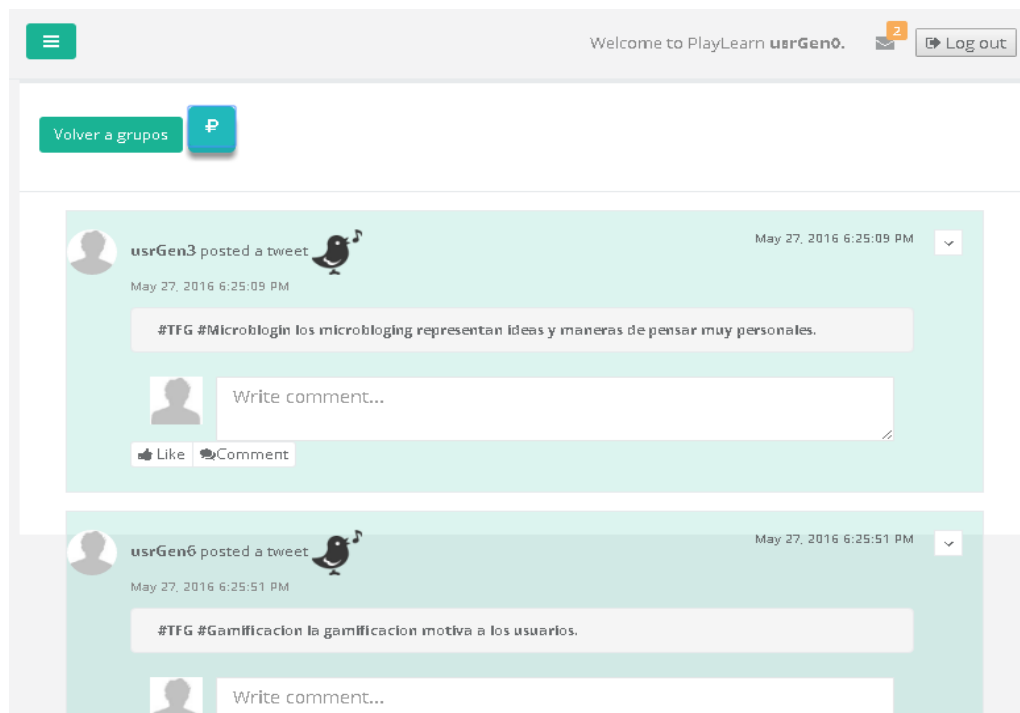 Welcome to PlayLearn usrGen0.
2
Log out
Volver a grupos
₽
usrGen3 posted a tweet
May 27, 2016 6:25:09 PM
May 27, 2016 6:25:09 PM
#TFG #Microblogin los microbloging representan ideas y maneras de pensar muy personales.
Write comment...
Like Comment
usrGen6 posted a tweet
May 27, 2016 6:25:51 PM
May 27, 2016 6:25:51 PM
#TFG #Gamificacion la gamificacion motiva a los usuarios.
Write comment...